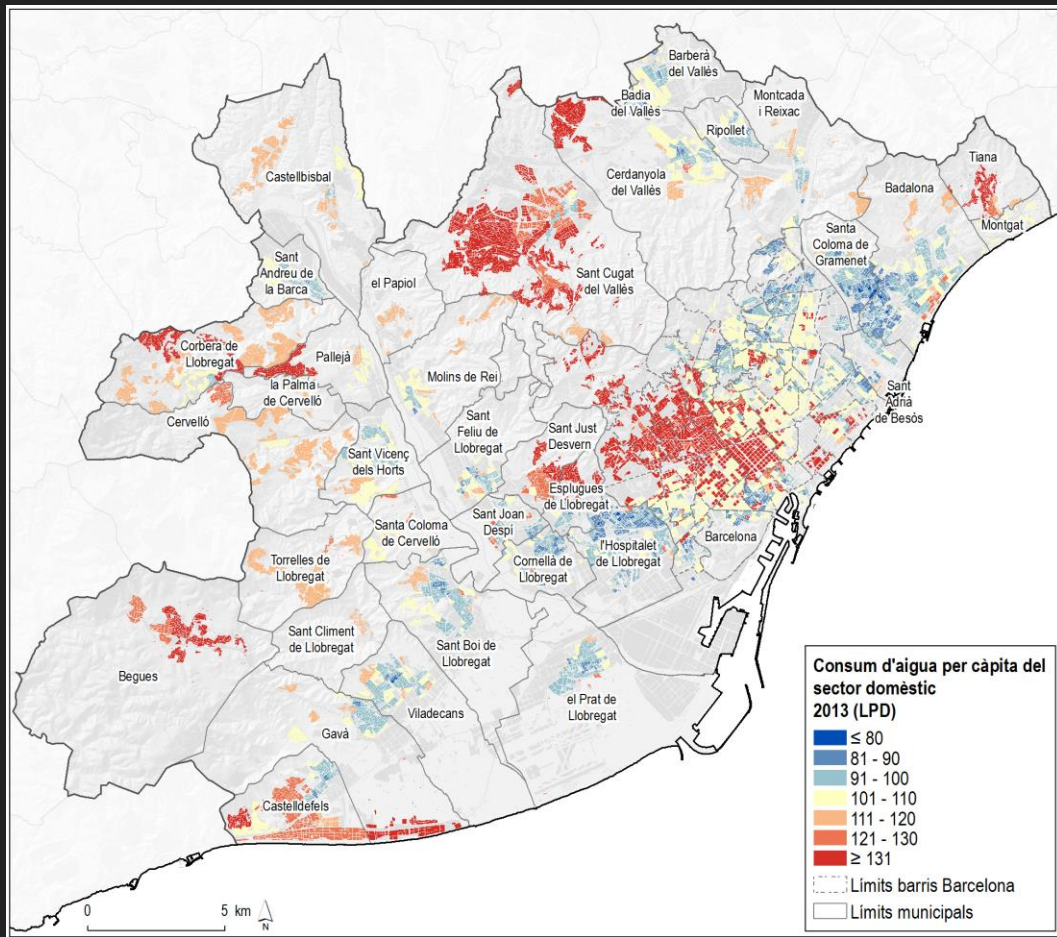 Barberà
del Vallès
Badia
del Vallès
Montcada
i Reixac
Ripollet
Castellbisbal
Cerdanyola
del Vallès
Tiana
Badalona
Montgat
Santa
Coloma de
Gramenet
Sant
Andreu de
la Barca
el Papiol
Sant Cugat
del Vallès
Corbera de
Llobregat
Pallejà
la Palma
de Cervelló
Molins de Rei
Sant
Adrià
de Besòs
Cervelló
Sant
Feliu de
Llobregat
Sant Just
Desvern
Sant Vicenç
dels Horts
Esplugues
de Llobregat
Santa Coloma
de Cervelló
Sant Joan
Despí
l'Hospitalet
de Llobregat
Barcelona
Cornellà de
Llobregat
Torrelles de
Llobregat
Sant Climent
de Llobregat
Sant Boi de
Llobregat
Begues
el Prat de
Llobregat
Viladecans
Gavà
Castelldefels
Consum d'aigua per càpita del
sector domèstic
2013 (LPD)
≤ 80
81 - 90
91 - 100
101 - 110
111 - 120
121 - 130
≥ 131
Límits barris Barcelona
Límits municipals
0 5 km
N